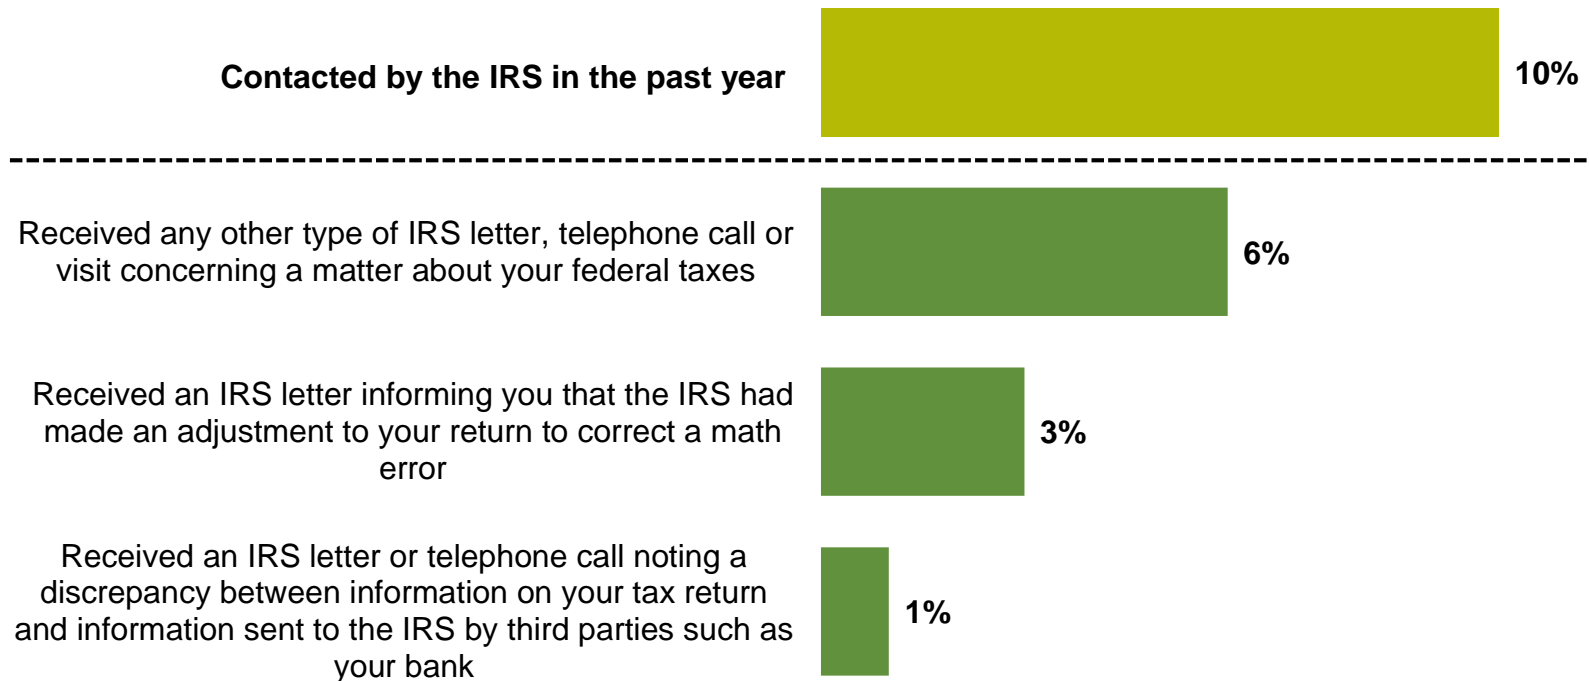 Contacted by the IRS in the past year
10%
Received any other type of IRS letter, telephone call or
visit concerning a matter about your federal taxes
6%
Received an IRS letter informing you that the IRS had
made an adjustment to your return to correct a math
error
3%
Received an IRS letter or telephone call noting a
discrepancy between information on your tax return
and information sent to the IRS by third parties such as
your bank
1%